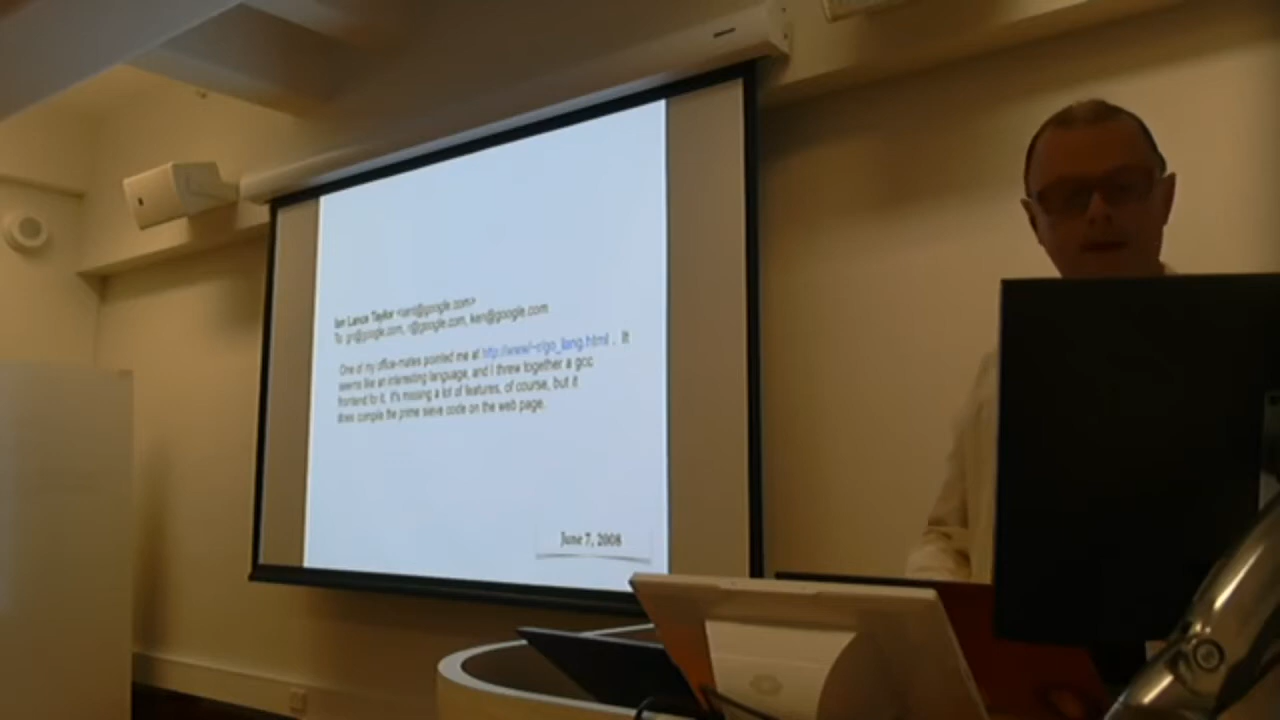 Ian Lance Taylor <iant@google.com>
To: gri@google.com, r@google.com, ken@google.com
One of my office-mates pointed me at http://www/~r/go_lang.html . It
seems like an interesting language, and I threw together a gcc
frontend to it. It's missing a lot of features, of course, but it
does compile the prime sieve code on the web page.
June 7, 2008